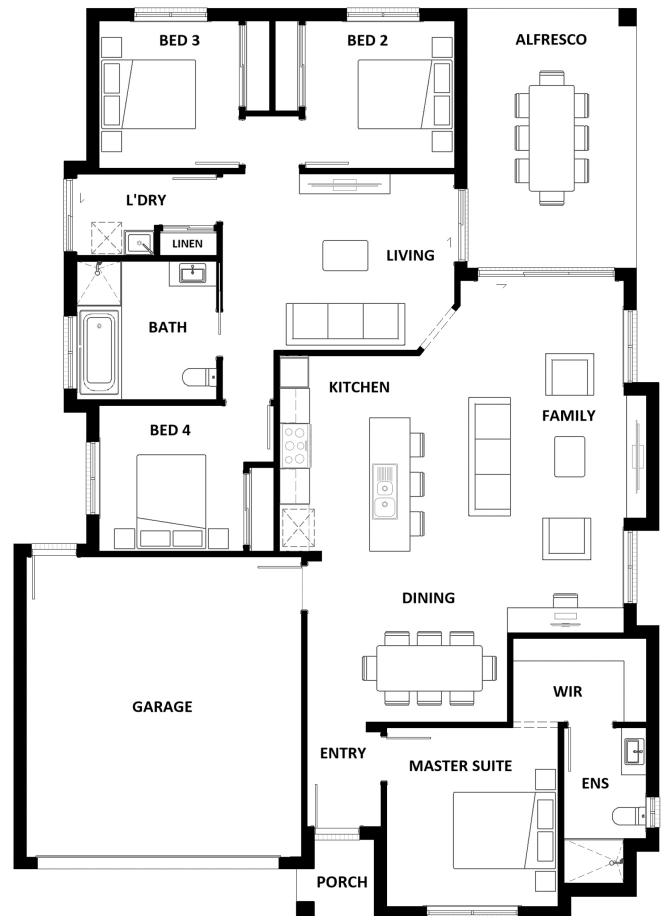 BED 3
BED 2
ALFRESCO
L'DRY
LINEN
LIVING
BATH
KITCHEN
FAMILY
BED 4
DINING
WIR
GARAGE
ENTRY
MASTER SUITE
ENS
PORCH